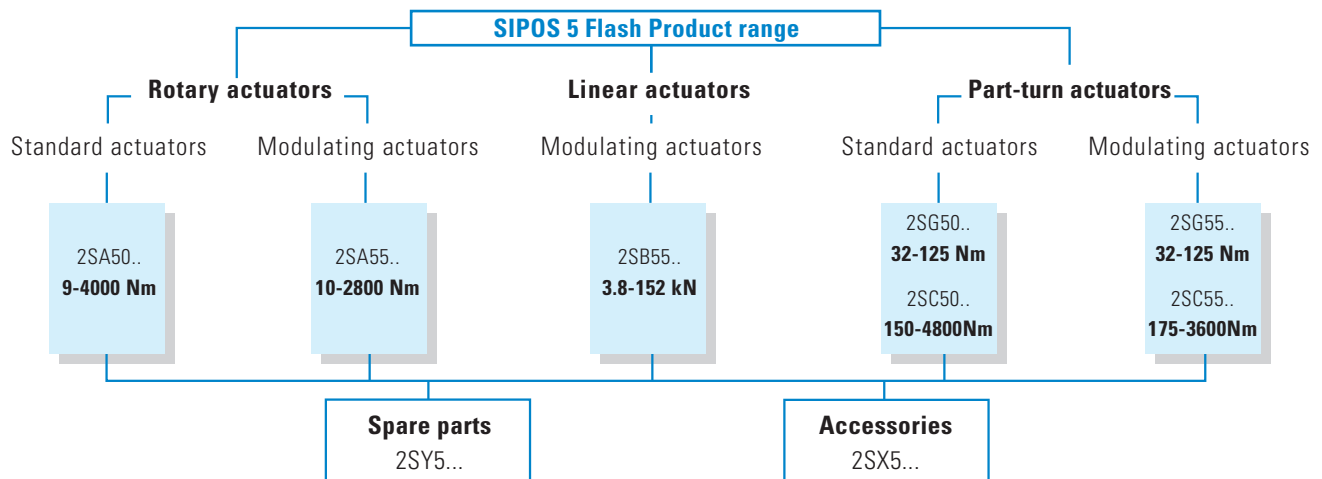 SIPOS 5 Flash Product range
Rotary actuators
Linear actuators
Part-turn actuators
Standard actuators
Modulating actuators
Modulating actuators
Standard actuators
Modulating actuators
2SA50..
9-4000 Nm
2SA55..
10-2800 Nm
2SB55..
3.8-152 kN
2SG50..
32-125 Nm
2SC50..
150-4800Nm
2SG55..
32-125 Nm
2SC55..
175-3600Nm
Spare parts
2SY5...
Accessories
2SX5...